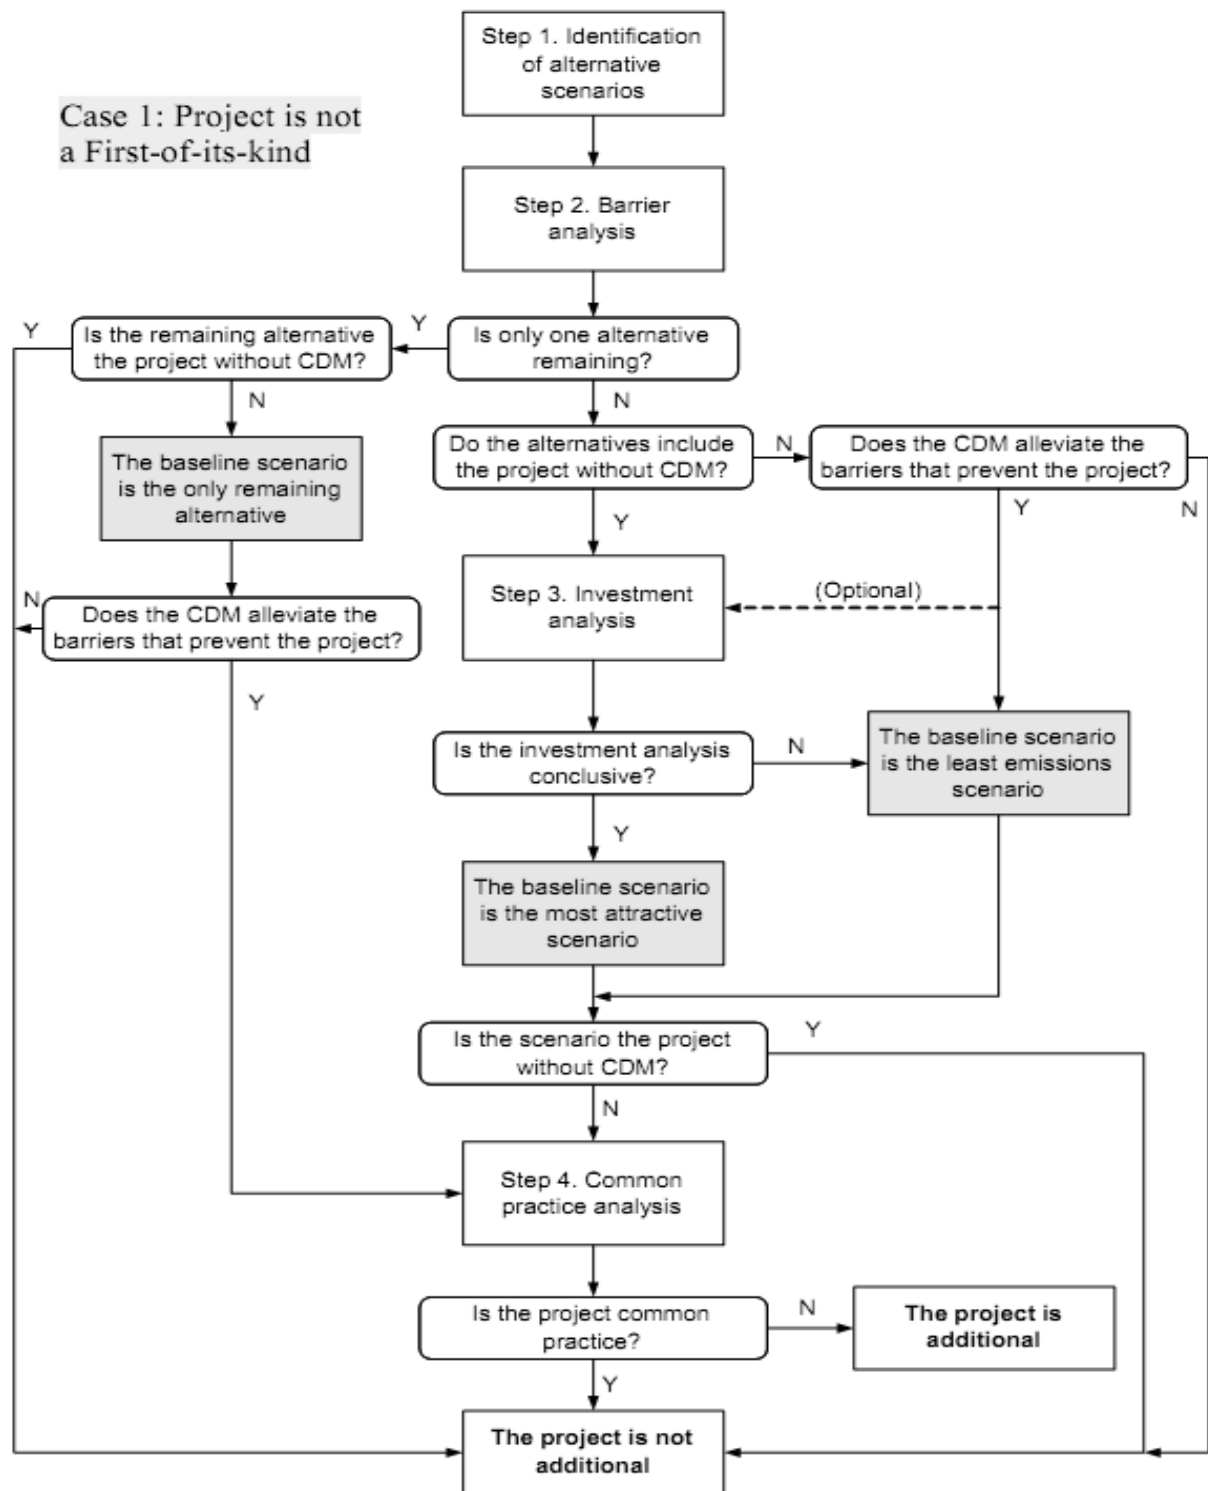 Step 1. Identification
of alternative
scenarios
Case 1: Project is not
a First-of-its-kind
Step 2. Barrier
analysis
Y
Is the remaining alternative
the project without CDM?
Y
Is only one alternative
remaining?
N
N
The baseline scenario
is the only remaining
alternative
Do the alternatives include
the project without CDM?
N
Does the CDM alleviate the
barriers that prevent the project?
Y
Y
N
Step 3. Investment
analysis
(Optional)
N
Does the CDM alleviate the
barriers that prevent the project?
Y
Is the investment analysis
conclusive?
N
The baseline scenario
is the least emissions
scenario
Y
The baseline scenario
is the most attractive
scenario
Is the scenario the project
without CDM?
Y
N
Step 4. Common
practice analysis
Is the project common
practice?
N
The project is
additional
Y
The project is not
additional